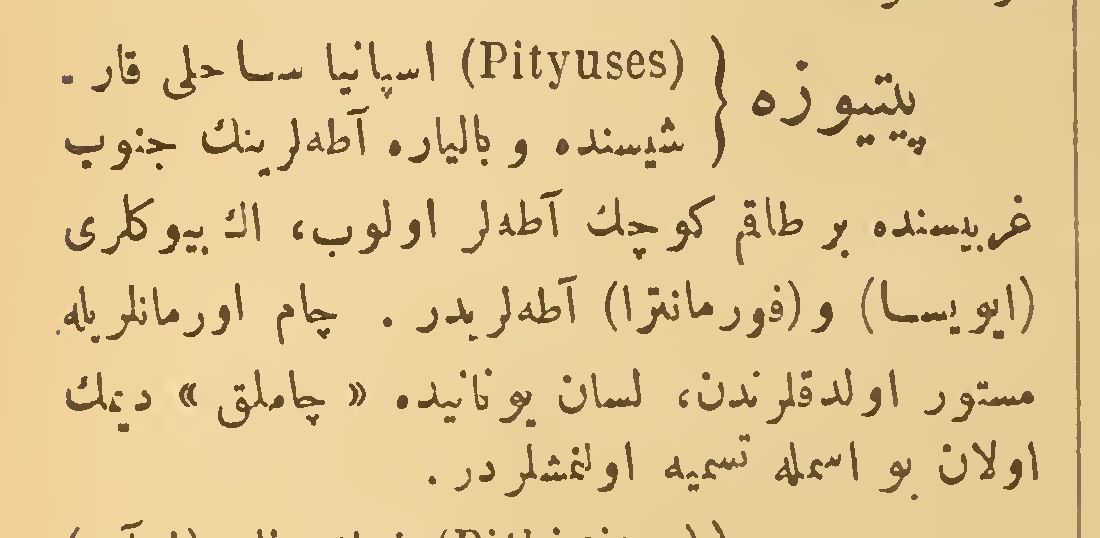 پیتیوزه { (Pityuses) اسپانیا ساحلی قار .
شیسنده و بالیاره آطه‌لرینك جنوب
غربیسنده بر طاقم كوچك آطه‌لر اولوب، اك بیوكلری
(ایویسا) و (فورمانترا) آطه‌لریدر . چام اورمانلریله
مستور اولدقلرندن، لسان یونانیده « چاملق » دیمك
اولان بو اسمله تسمیه اولنمشلردر .